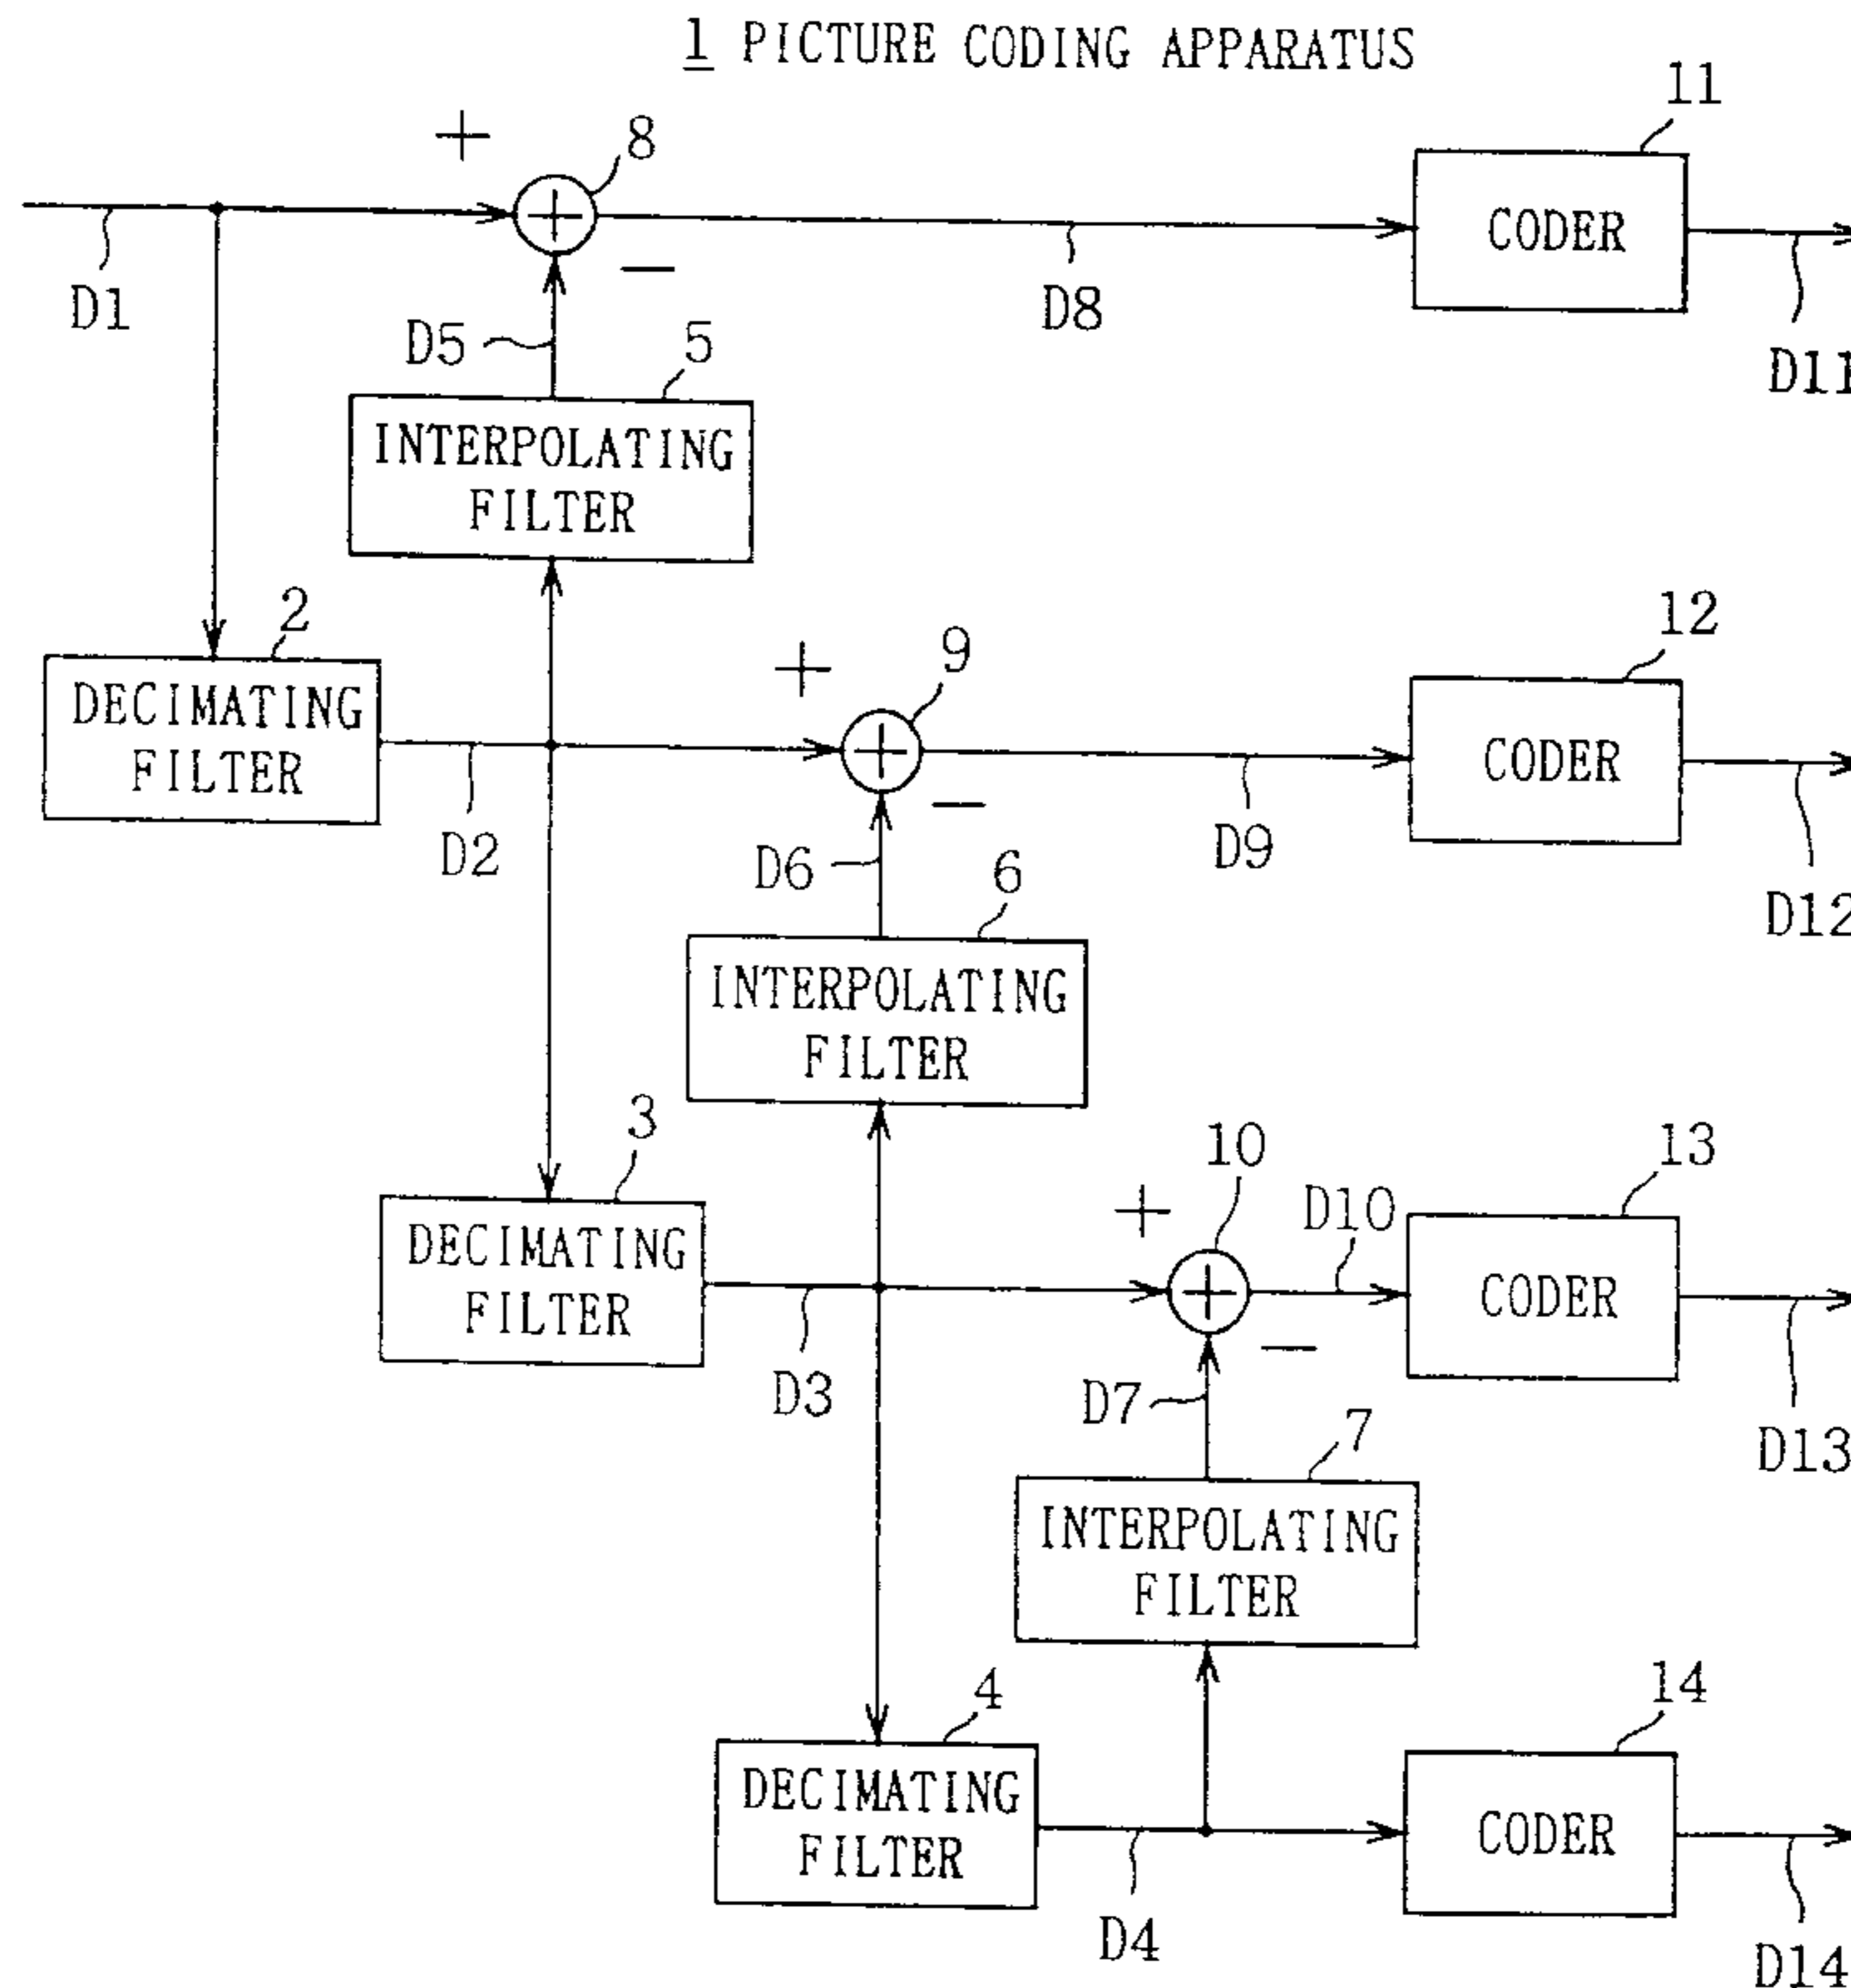 1 PICTURE CODING APPARATUS
11
+
8
CODER
D1
D8
−
D5
5
D11
INTERPOLATING
FILTER
2
12
+
9
DECIMATING
FILTER
CODER
−
D2
D6
D9
6
D12
INTERPOLATING
FILTER
3
10
13
+
D10
DECIMATING
FILTER
CODER
−
D3
D7
7
D13
INTERPOLATING
FILTER
4
14
DECIMATING
FILTER
CODER
D4
D14